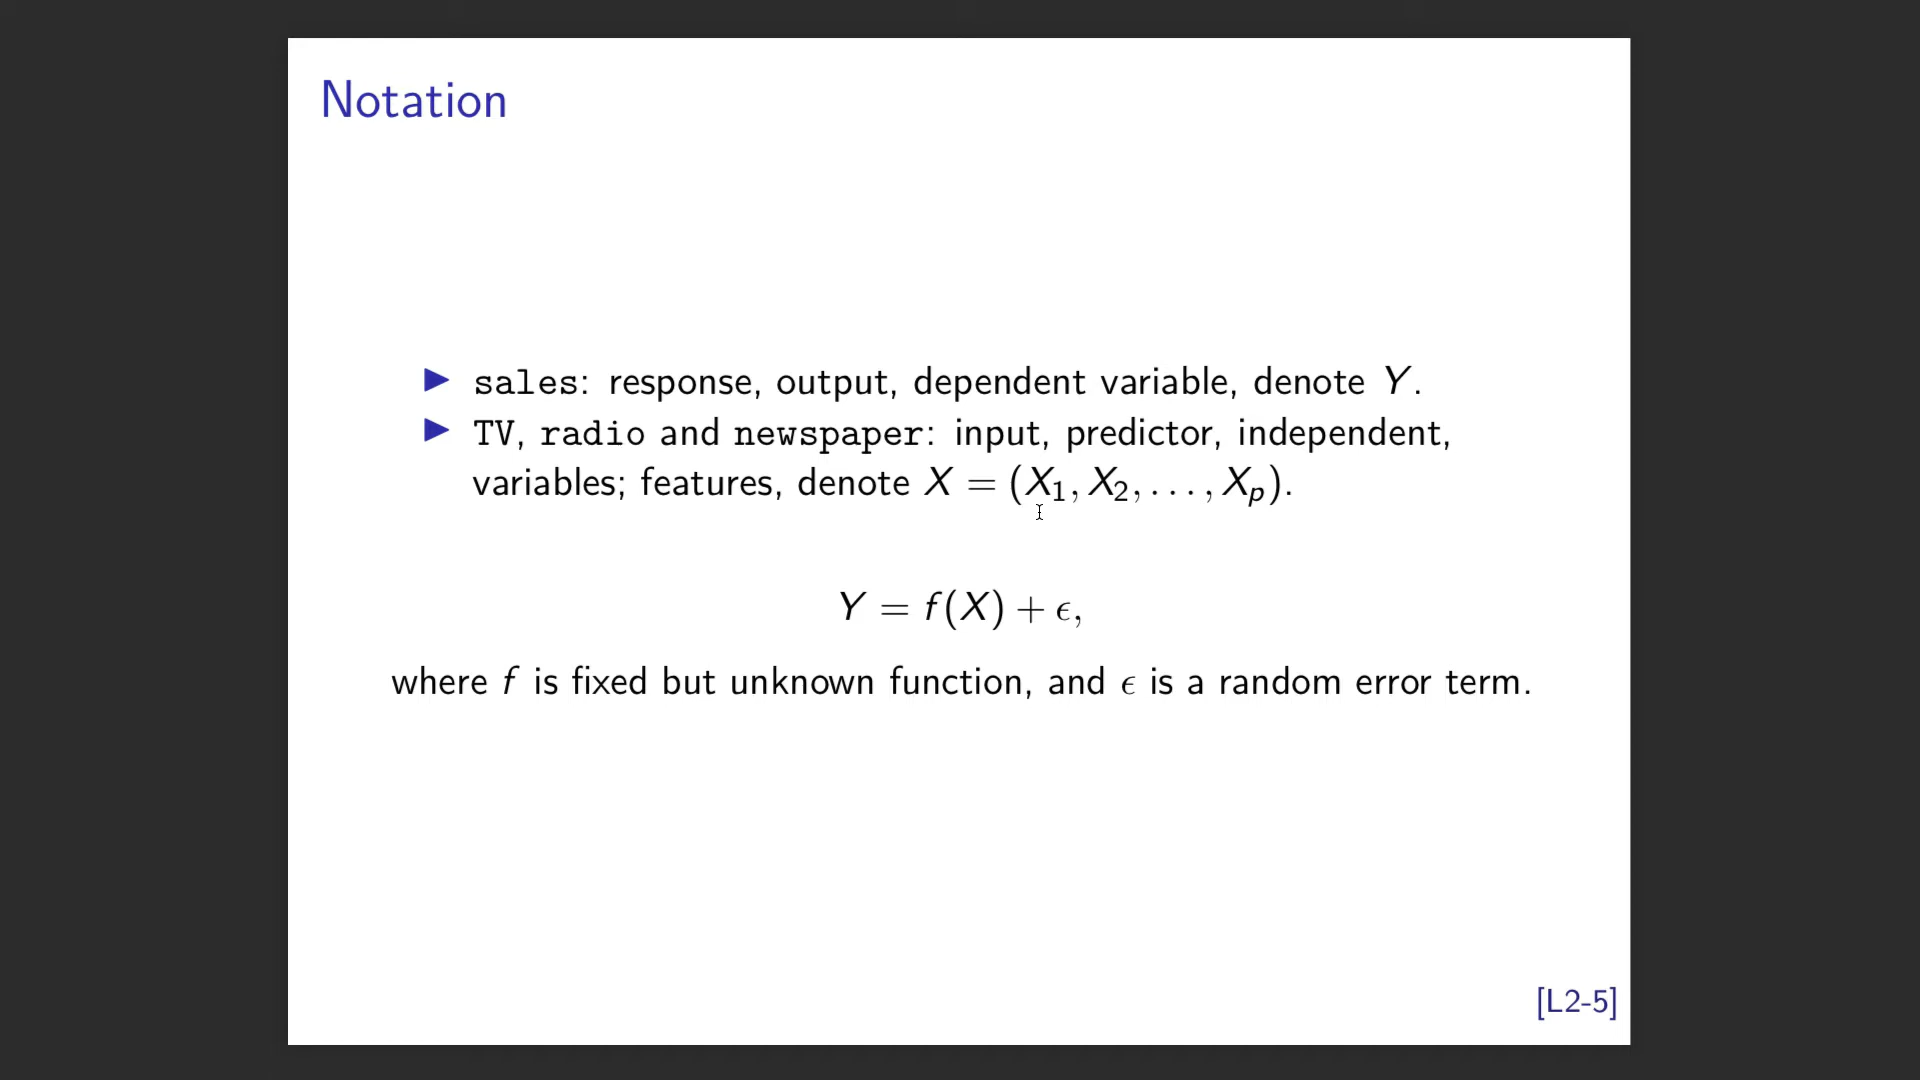 Notation
▶ sales: response, output, dependent variable, denote Y.
▶ TV, radio and newspaper: input, predictor, independent,
variables; features, denote X = (X₁, X₂, . . . , Xₚ).
Y = f(X) + ϵ,
where f is fixed but unknown function, and ϵ is a random error term.
[L2-5]